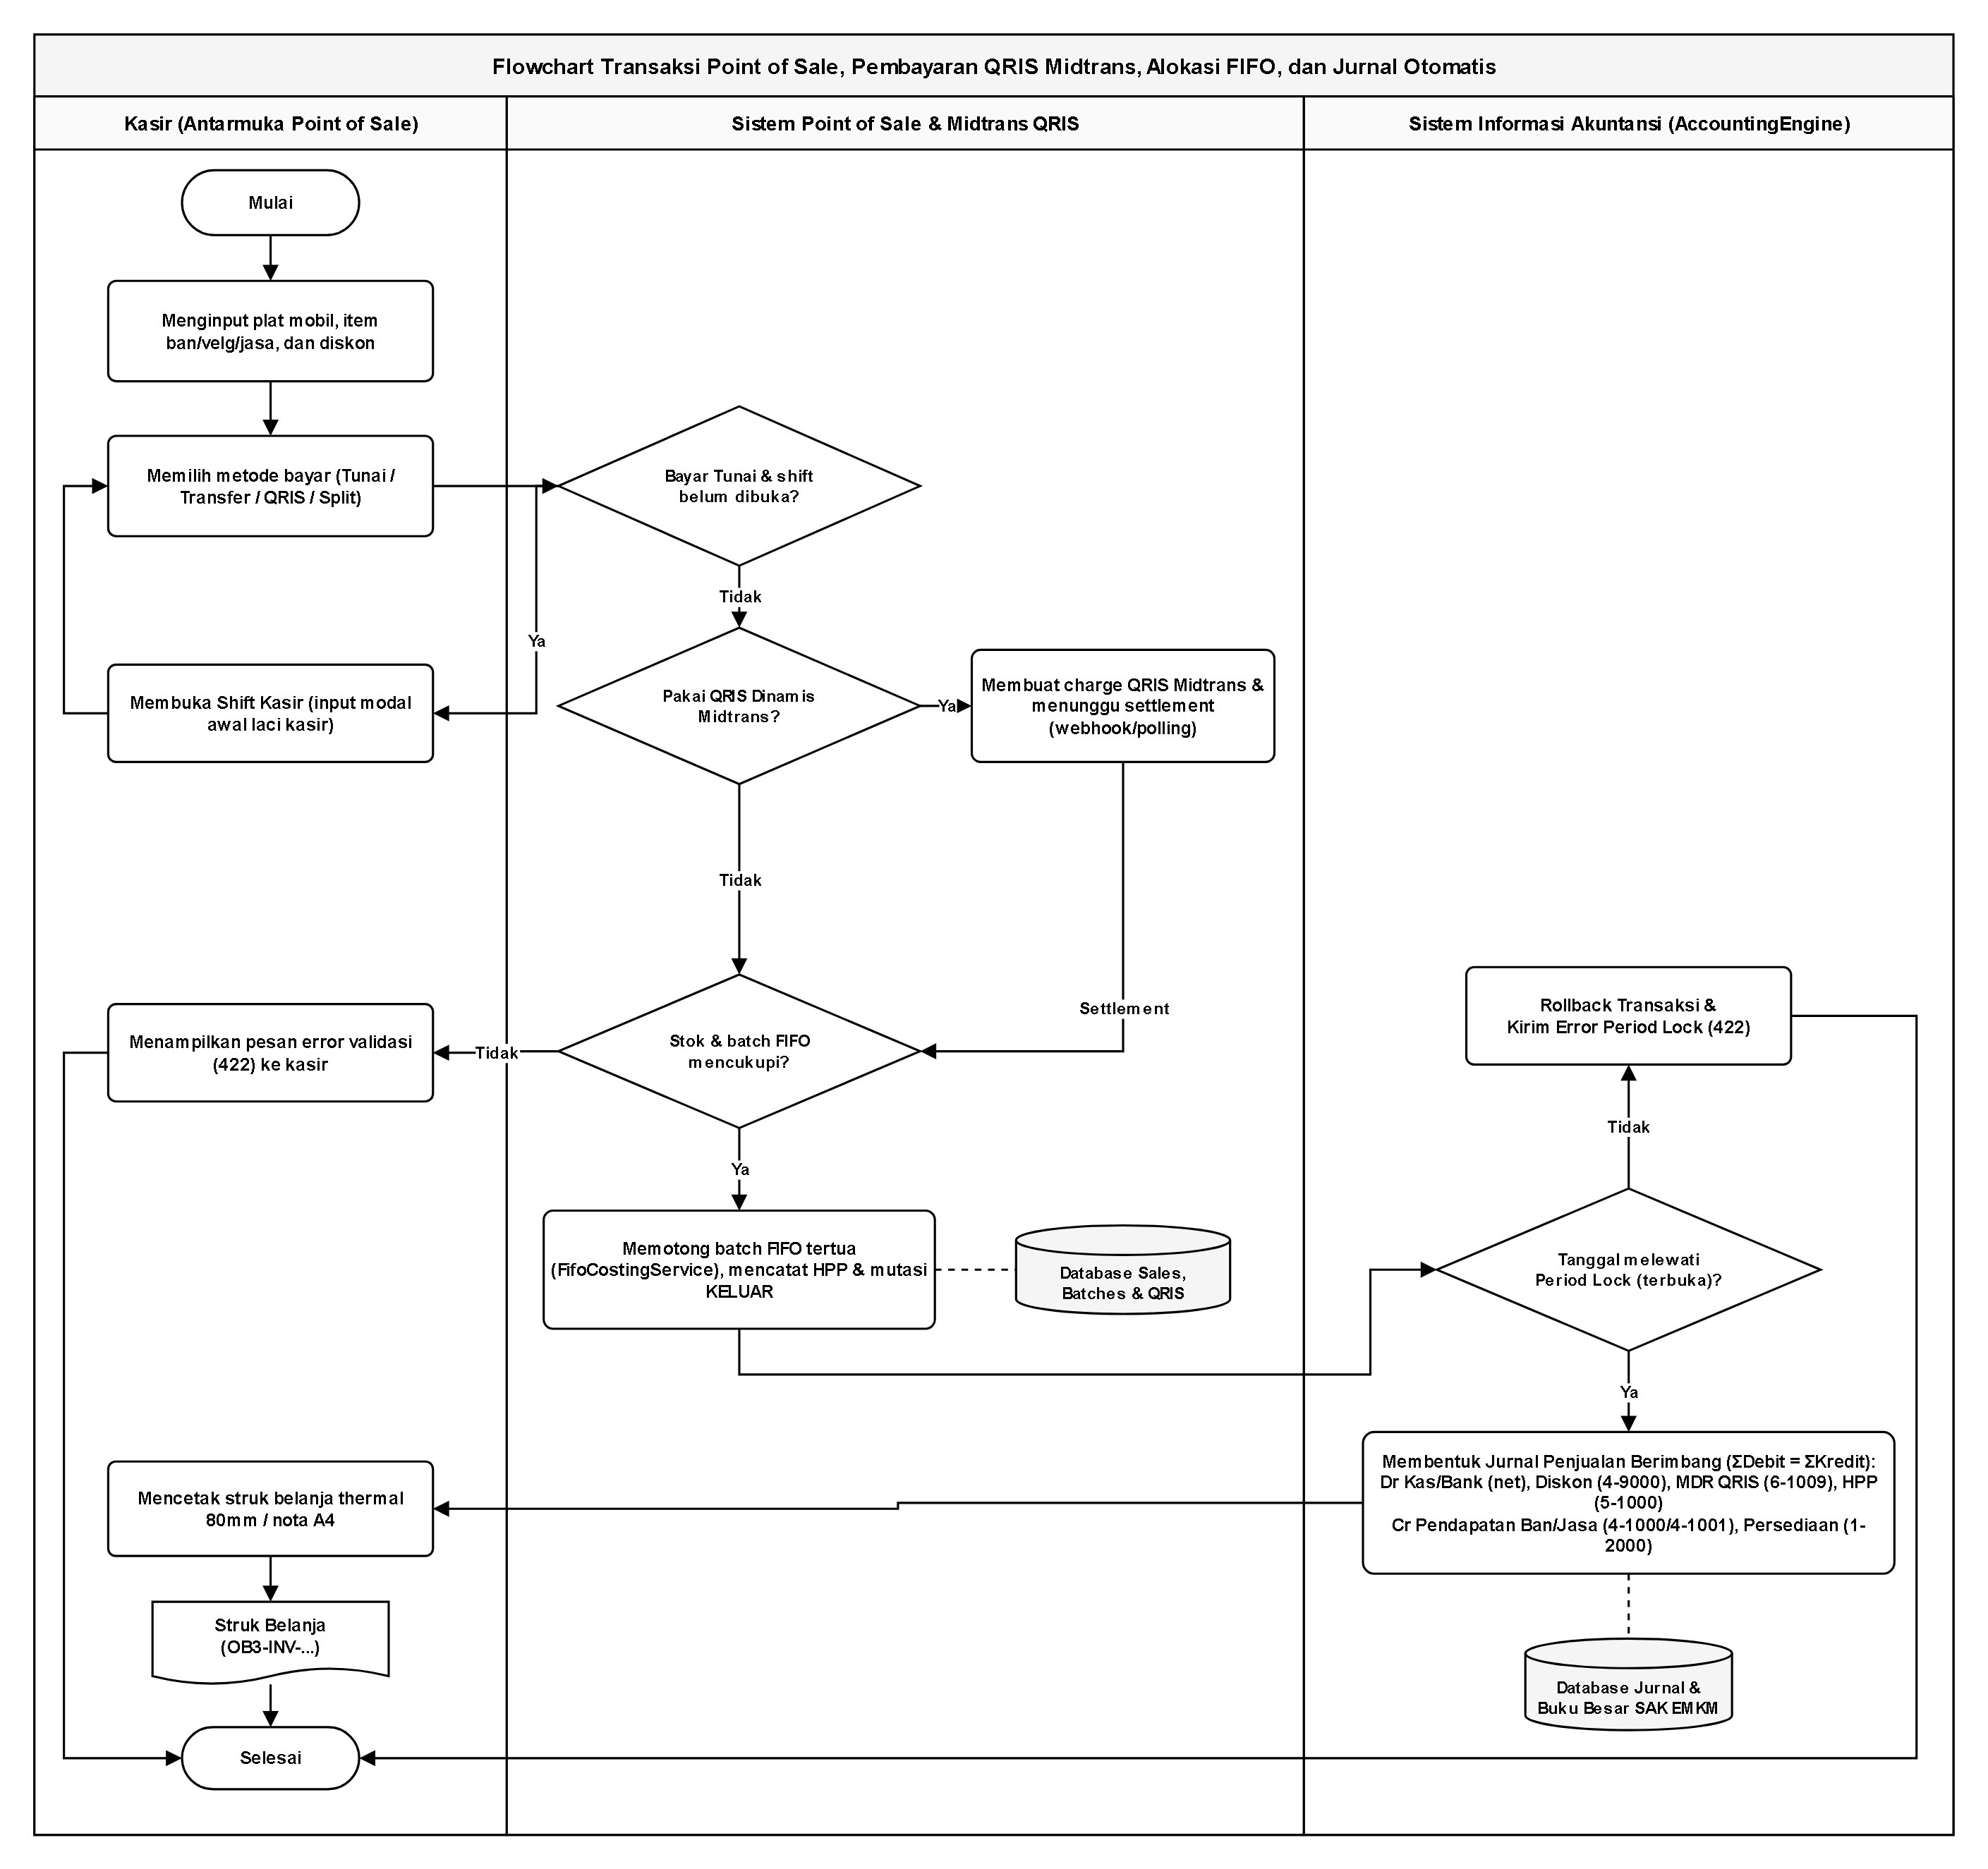 Flowchart Transaksi Point of Sale, Pembayaran QRIS Midtrans, Alokasi FIFO, dan Jurnal Otomatis
Kasir (Antarmuka Point of Sale)
Sistem Point of Sale & Midtrans QRIS
Sistem Informasi Akuntansi (AccountingEngine)
Mulai
Menginput plat mobil, item
ban/velg/jasa, dan diskon
Memilih metode bayar (Tunai /
Transfer / QRIS / Split)
Bayar Tunai & shift
belum dibuka?
Tidak
Ya
Membuka Shift Kasir (input modal
awal laci kasir)
Pakai QRIS Dinamis
Midtrans?
Ya
Membuat charge QRIS Midtrans &
menunggu settlement
(webhook/polling)
Tidak
Settlement
Menampilkan pesan error validasi
(422) ke kasir
Tidak
Stok & batch FIFO
mencukupi?
Rollback Transaksi &
Kirim Error Period Lock (422)
Tidak
Ya
Memotong batch FIFO tertua
(FifoCostingService), mencatat HPP & mutasi
KELUAR
Database Sales,
Batches & QRIS
Tanggal melewati
Period Lock (terbuka)?
Ya
Membentuk Jurnal Penjualan Berimbang (ΣDebit = ΣKredit):
Dr Kas/Bank (net), Diskon (4-9000), MDR QRIS (6-1009), HPP
(5-1000)
Cr Pendapatan Ban/Jasa (4-1000/4-1001), Persediaan (1-
2000)
Mencetak struk belanja thermal
80mm / nota A4
Struk Belanja
(OB3-INV-...)
Database Jurnal &
Buku Besar SAK EMKM
Selesai